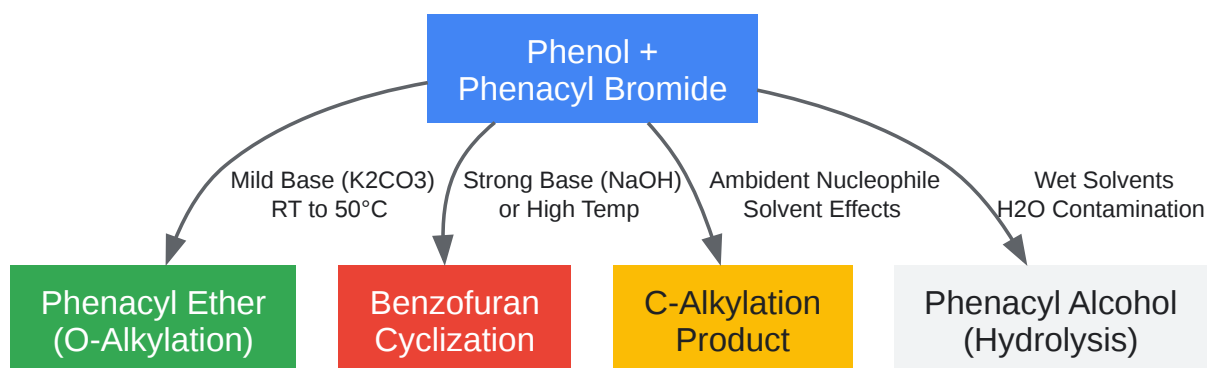 Phenol +
Phenacyl Bromide
Mild Base (K2CO3)
RT to 50°C
Strong Base (NaOH)
or High Temp
Ambident Nucleophile
Solvent Effects
Wet Solvents
H2O Contamination
Phenacyl Ether
(O-Alkylation)
Benzofuran
Cyclization
C-Alkylation
Product
Phenacyl Alcohol
(Hydrolysis)